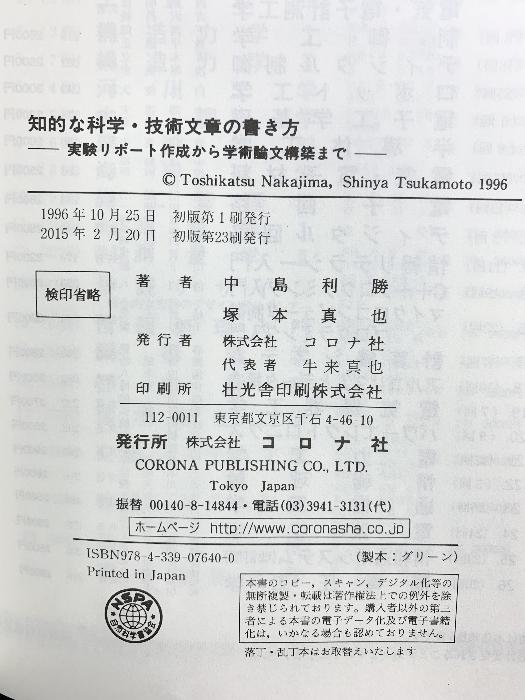 知的な科学・技術文章の書き方
― 実験リポート作成から学術論文構築まで ―
© Toshikatsu Nakajima, Shinya Tsukamoto 1996
1996年10月25日 初版第1刷発行
2015年2月20日 初版第23刷発行
検印省略
著者 中島利勝
塚本真也
発行者 株式会社 コロナ社
代表者 牛来真也
印刷所 壮光舎印刷株式会社
112-0011 東京都文京区千石4-46-10
発行所 株式会社 コロナ社
CORONA PUBLISHING CO., LTD.
Tokyo Japan
振替 00140-8-14844・電話(03)3941-3131(代)
ホームページ http://www.coronasha.co.jp
ISBN978-4-339-07640-0 (製本:グリーン)
Printed in Japan
NSPA
自然科学書協会
本書のコピー,スキャン,デジタル化等の
無断複製・転載は著作権法上での例外を除
き禁じられております。購入者以外の第三
者による本書の電子データ化及び電子書籍
化は,いかなる場合も認めておりません。
落丁・乱丁本はお取替えいたします